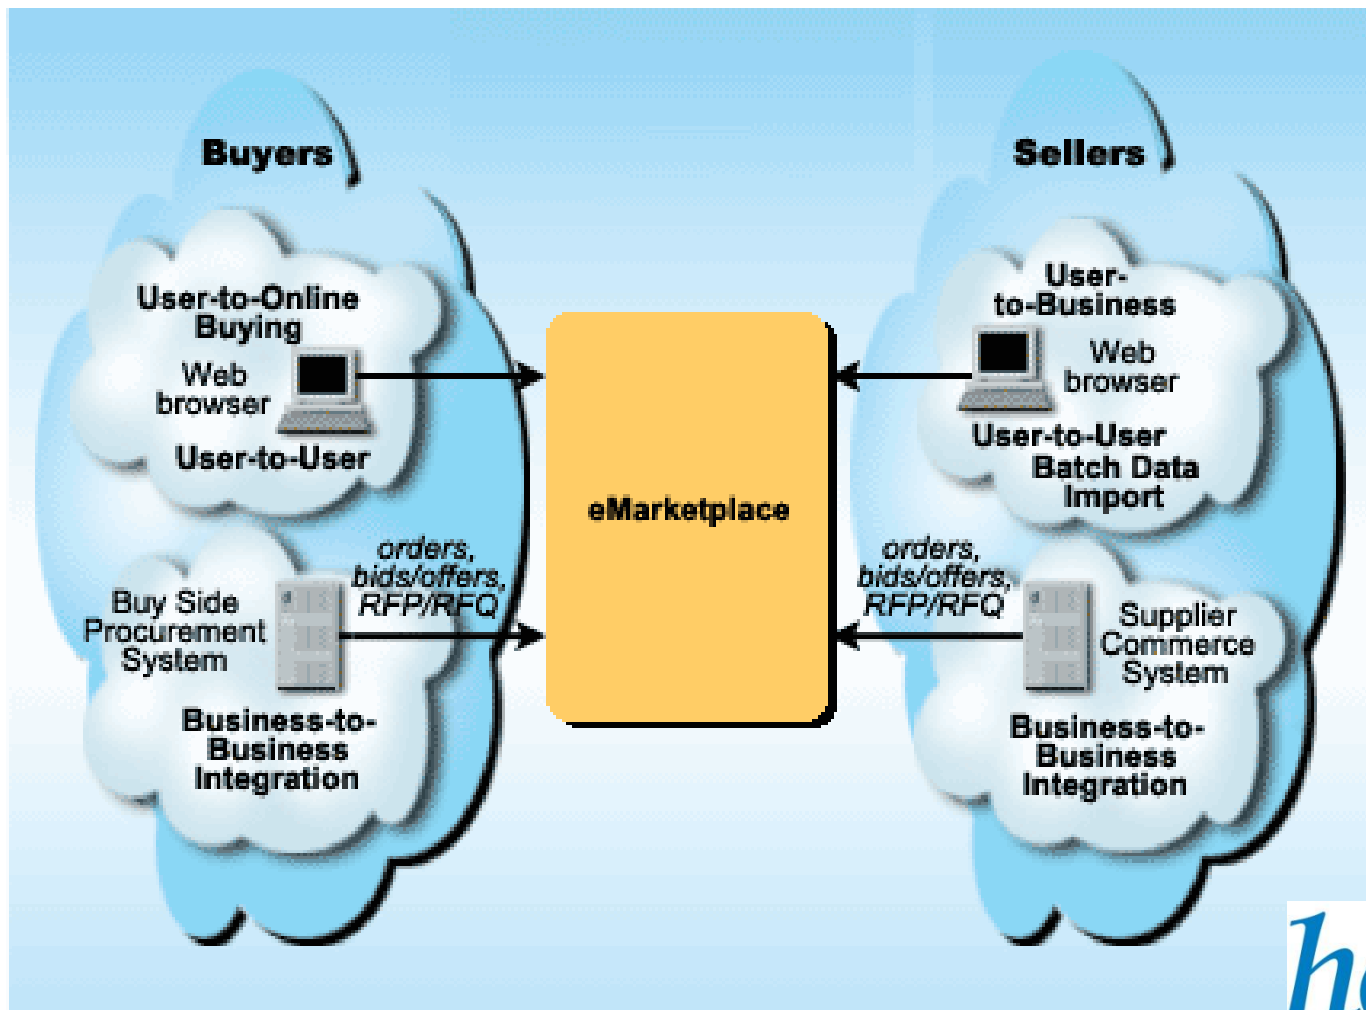 Buyers
User-to-Online
Buying
Web
browser
User-to-User
orders,
bids/offers,
RFP/RFQ
Buy Side
Procurement
System
Business-to-
Business
Integration
eMarketplace
Sellers
User-
to-Business
Web
browser
User-to-User
Batch Data
Import
orders,
bids/offers,
RFP/RFQ
Supplier
Commerce
System
Business-to-
Business
Integration